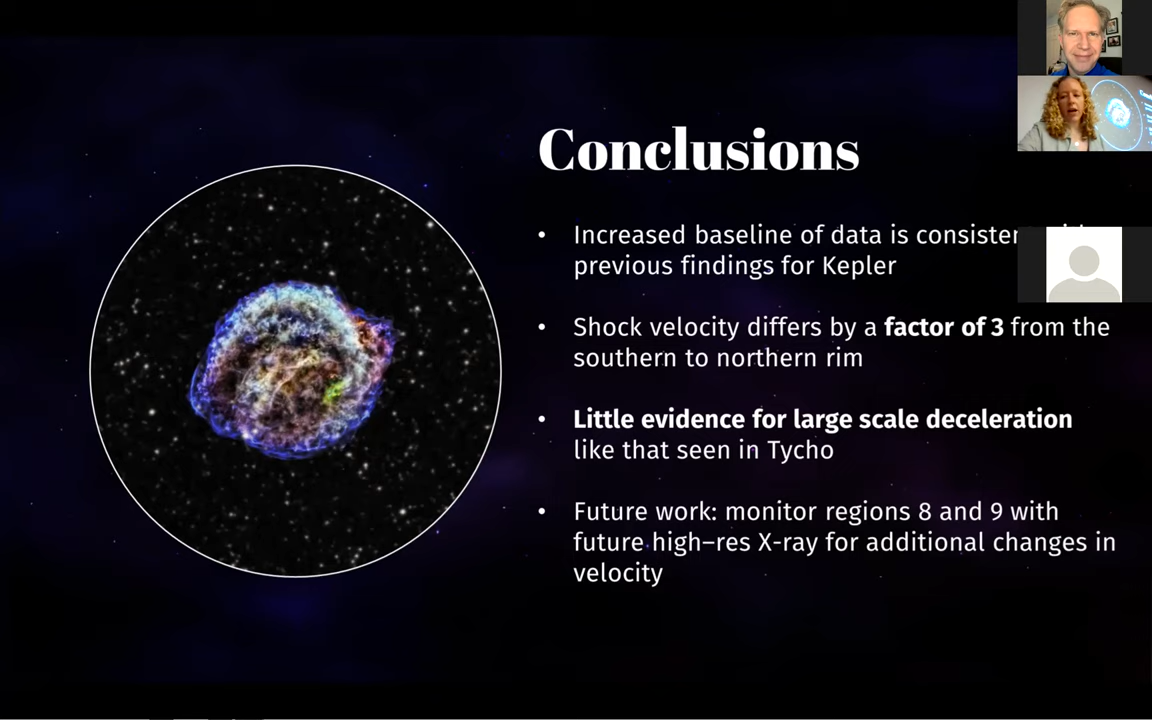 Conclusions
• Increased baseline of data is
previous findings for Kepler
• Shock velocity differs by a factor of 3 from the
southern to northern rim
• Little evidence for large scale deceleration
like that seen in Tycho
• Future work: monitor regions 8 and 9 with
future high–res X-ray for additional changes in
velocity